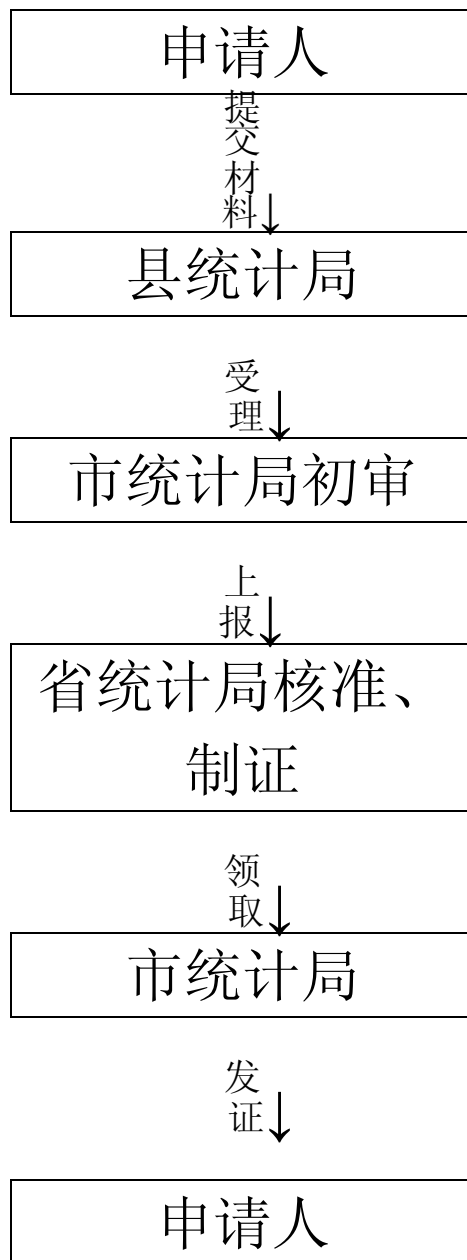 申请人
提
交
材
料↓
县统计局
受
理↓
市统计局初审
上
报↓
省统计局核准、
制证
领
取↓
市统计局
发
证↓
申请人